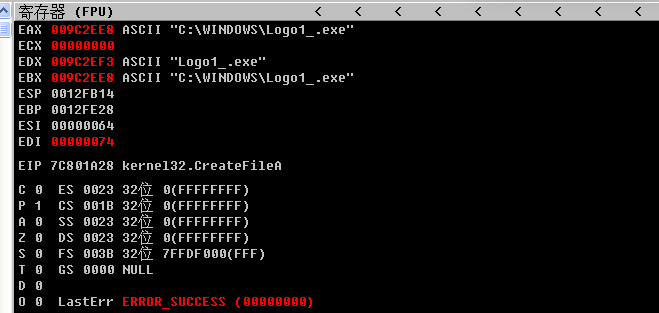 寄存器 (FPU) < < < < < < < < <
EAX 009C2EE8 ASCII "C:\WINDOWS\Logo1_.exe"
ECX 00000000
EDX 009C2EF3 ASCII "Logo1_.exe"
EBX 009C2EE8 ASCII "C:\WINDOWS\Logo1_.exe"
ESP 0012FB14
EBP 0012FE28
ESI 00000064
EDI 00000074
EIP 7C801A28 kernel32.CreateFileA
C 0 ES 0023 32位 0(FFFFFFFF)
P 1 CS 001B 32位 0(FFFFFFFF)
A 0 SS 0023 32位 0(FFFFFFFF)
Z 0 DS 0023 32位 0(FFFFFFFF)
S 0 FS 003B 32位 7FFDF000(FFF)
T 0 GS 0000 NULL
D 0
O 0 LastErr ERROR_SUCCESS (00000000)